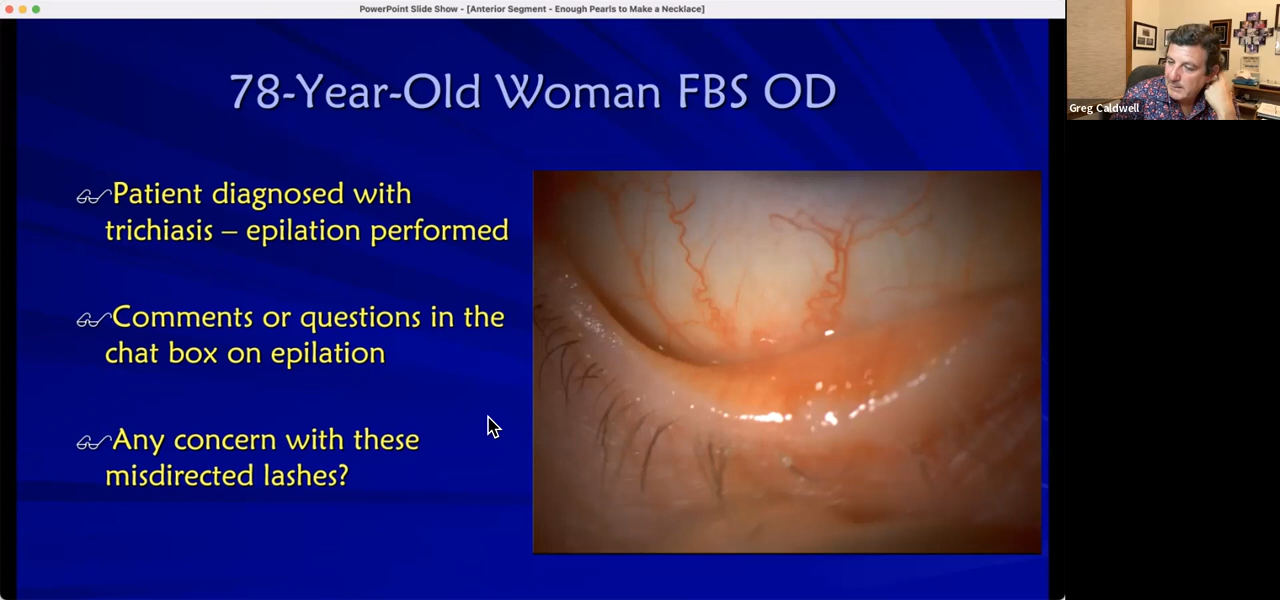 PowerPoint Slide Show - [Anterior Segment - Enough Pearls to Make a Necklace]
78-Year-Old Woman FBS OD
Patient diagnosed with
trichiasis – epilation performed
Comments or questions in the
chat box on epilation
Any concern with these
misdirected lashes?
Greg Caldwell